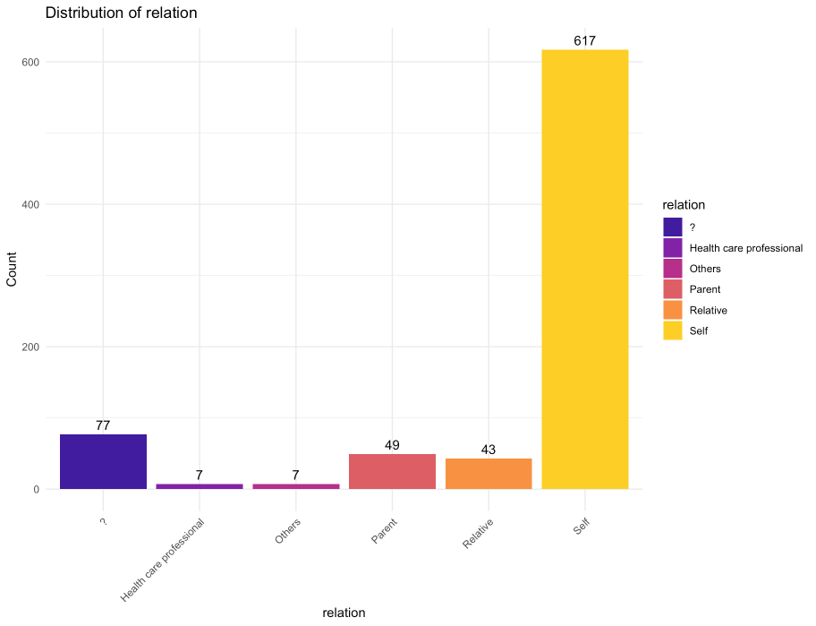 Distribution of relation
617
600
400
200
0
77
7
7
49
43
Count
?
Health care professional
Others
Parent
Relative
Self
relation
relation
?
Health care professional
Others
Parent
Relative
Self